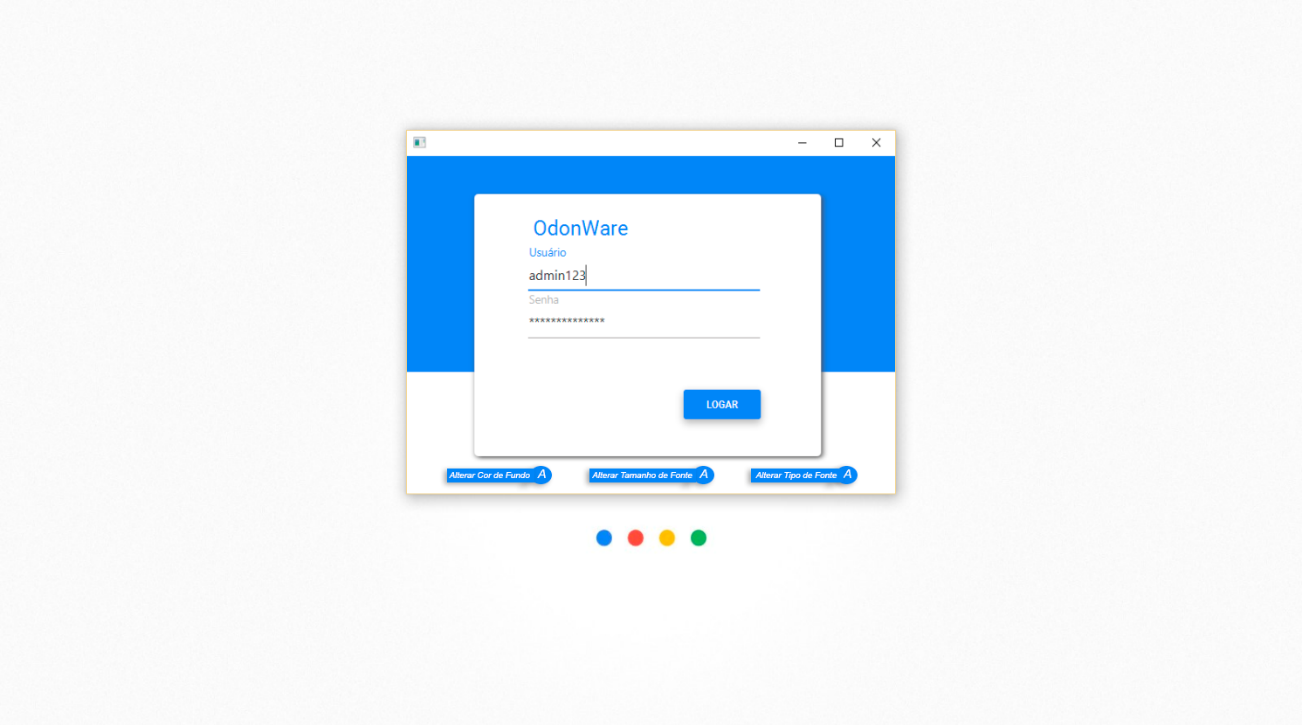 OdonWare
Usuário
admin123
Senha
**************
LOGAR
Alterar Cor de Fundo A
Alterar Tamanho de Fonte A
Alterar Tipo de Fonte A